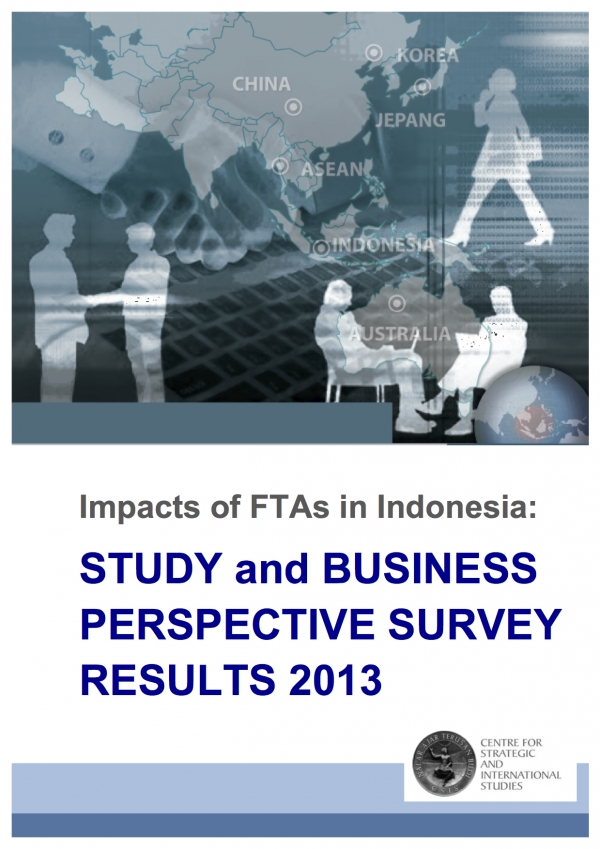 KOREA
CHINA
JEPANG
ASEAN
INDONESIA
AUSTRALIA
Impacts of FTAs in Indonesia:
STUDY and BUSINESS
PERSPECTIVE SURVEY
RESULTS 2013
CENTRE FOR
STRATEGIC
AND
INTERNATIONAL
STUDIES